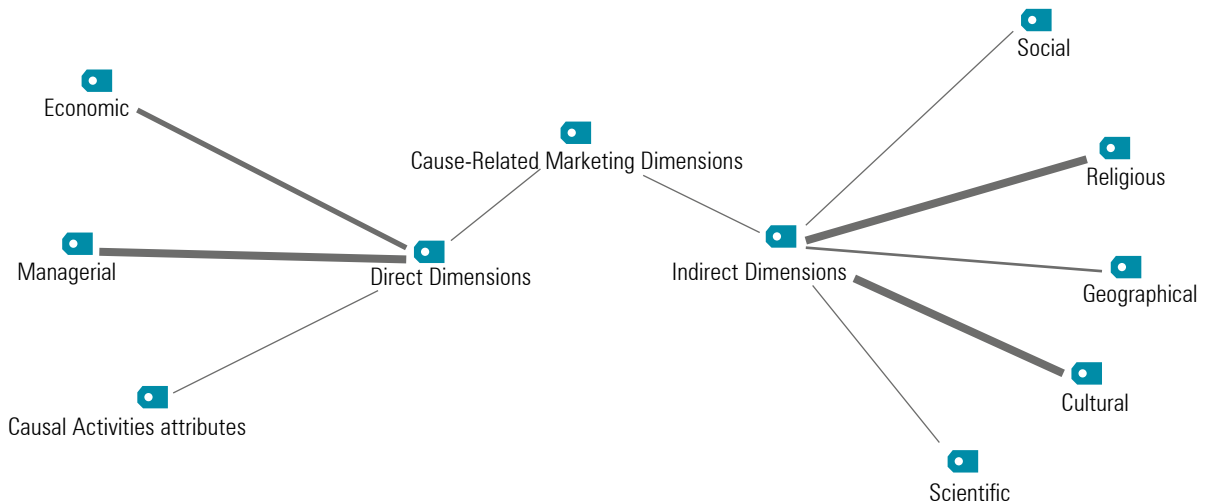 Social
Economic
Cause-Related Marketing Dimensions
Religious
Managerial
Direct Dimensions
Indirect Dimensions
Geographical
Cultural
Causal Activities attributes
Scientific